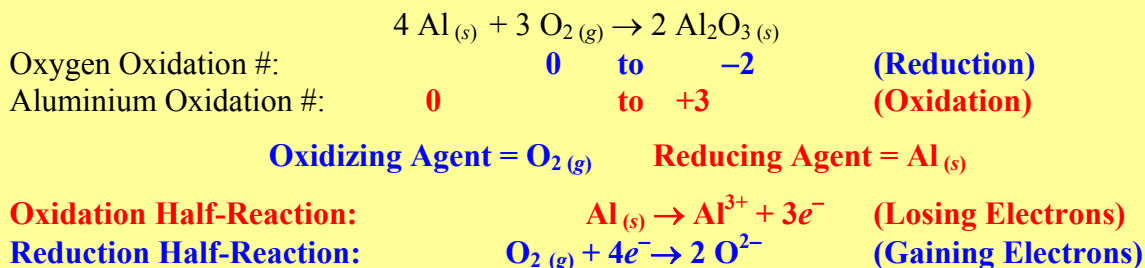 4 Al (s) + 3 O2 (g) → 2 Al2O3 (s)
Oxygen Oxidation #: 0 to –2 (Reduction)
Aluminium Oxidation #: 0 to +3 (Oxidation)
Oxidizing Agent = O2 (g) Reducing Agent = Al (s)
Oxidation Half-Reaction: Al (s) → Al³⁺ + 3e⁻ (Losing Electrons)
Reduction Half-Reaction: O2 (g) + 4e⁻ → 2 O²⁻ (Gaining Electrons)